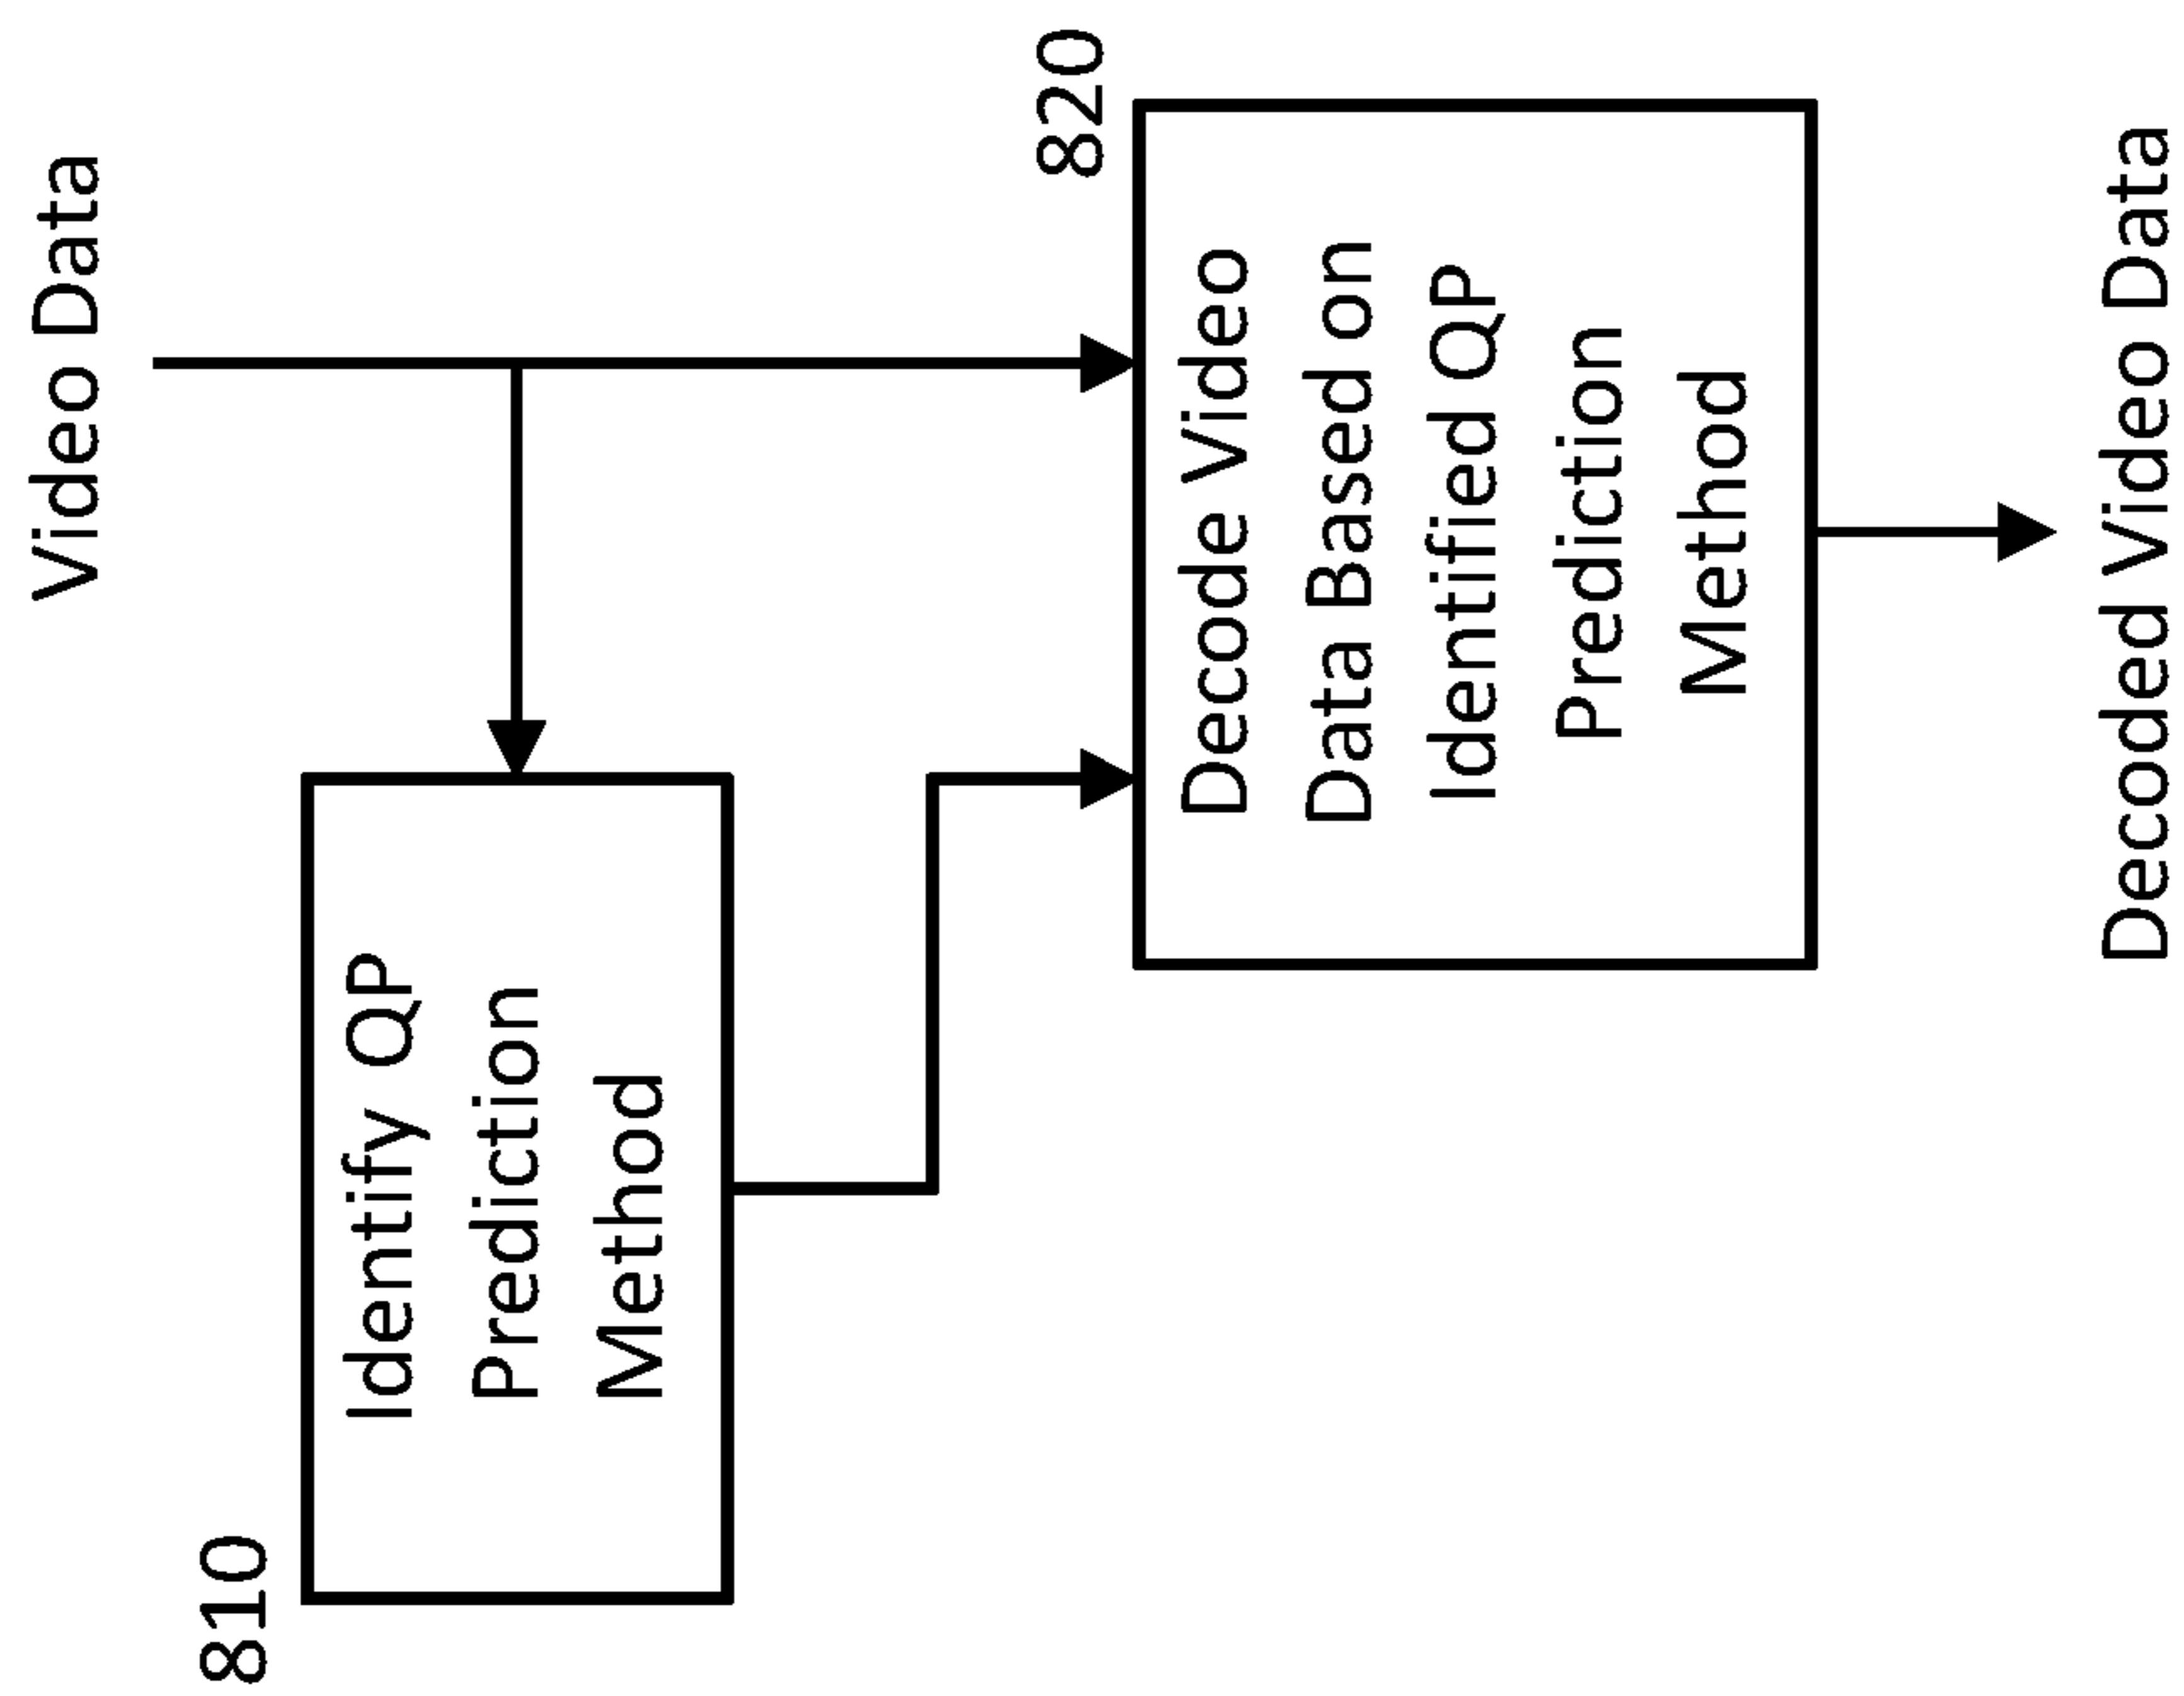 Video Data
810
Identify QP
Prediction
Method
820
Decode Video
Data Based on
Identified QP
Prediction
Method
Decoded Video Data